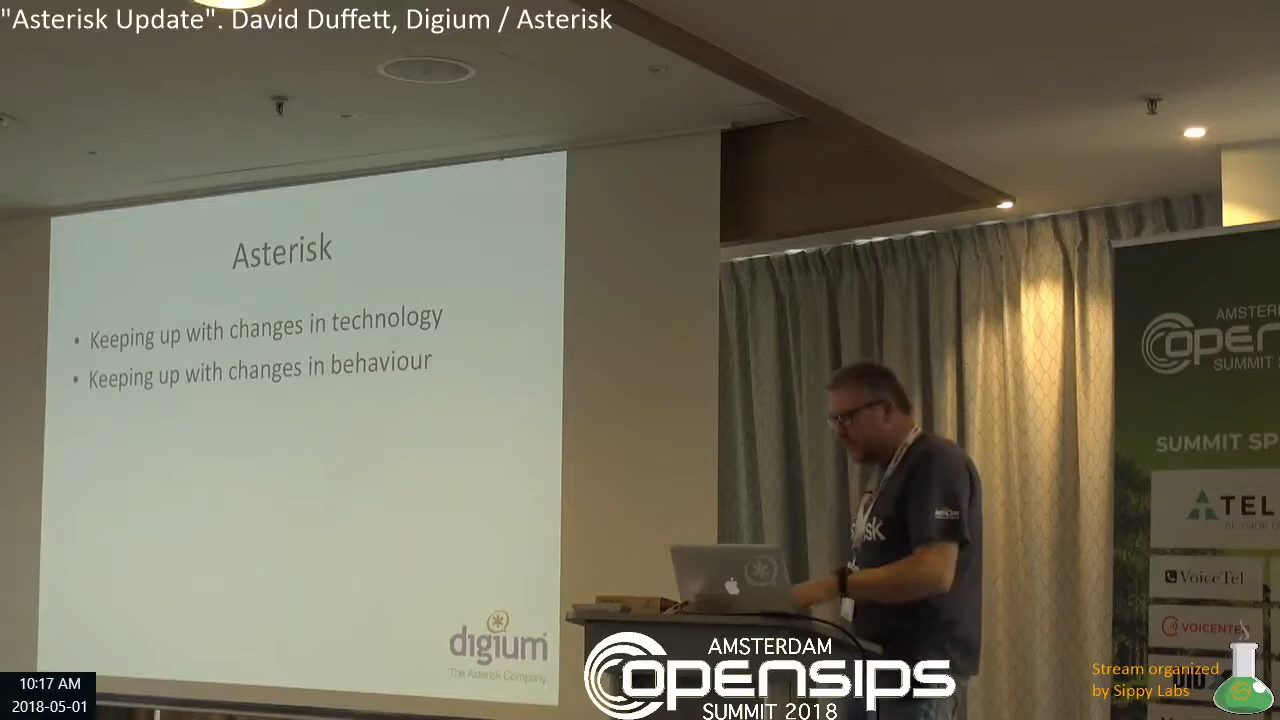 "Asterisk Update". David Duffett, Digium / Asterisk
Asterisk
• Keeping up with changes in technology
• Keeping up with changes in behaviour
digium
The Asterisk Company
10:17 AM
2018-05-01
AMSTERDAM
OPENSIPS
SUMMIT 2018
OPENSIPS
SUMMIT
SUMMIT SP
TEL
VoiceTel
VOICENTE
Stream organized
by Sippy Labs